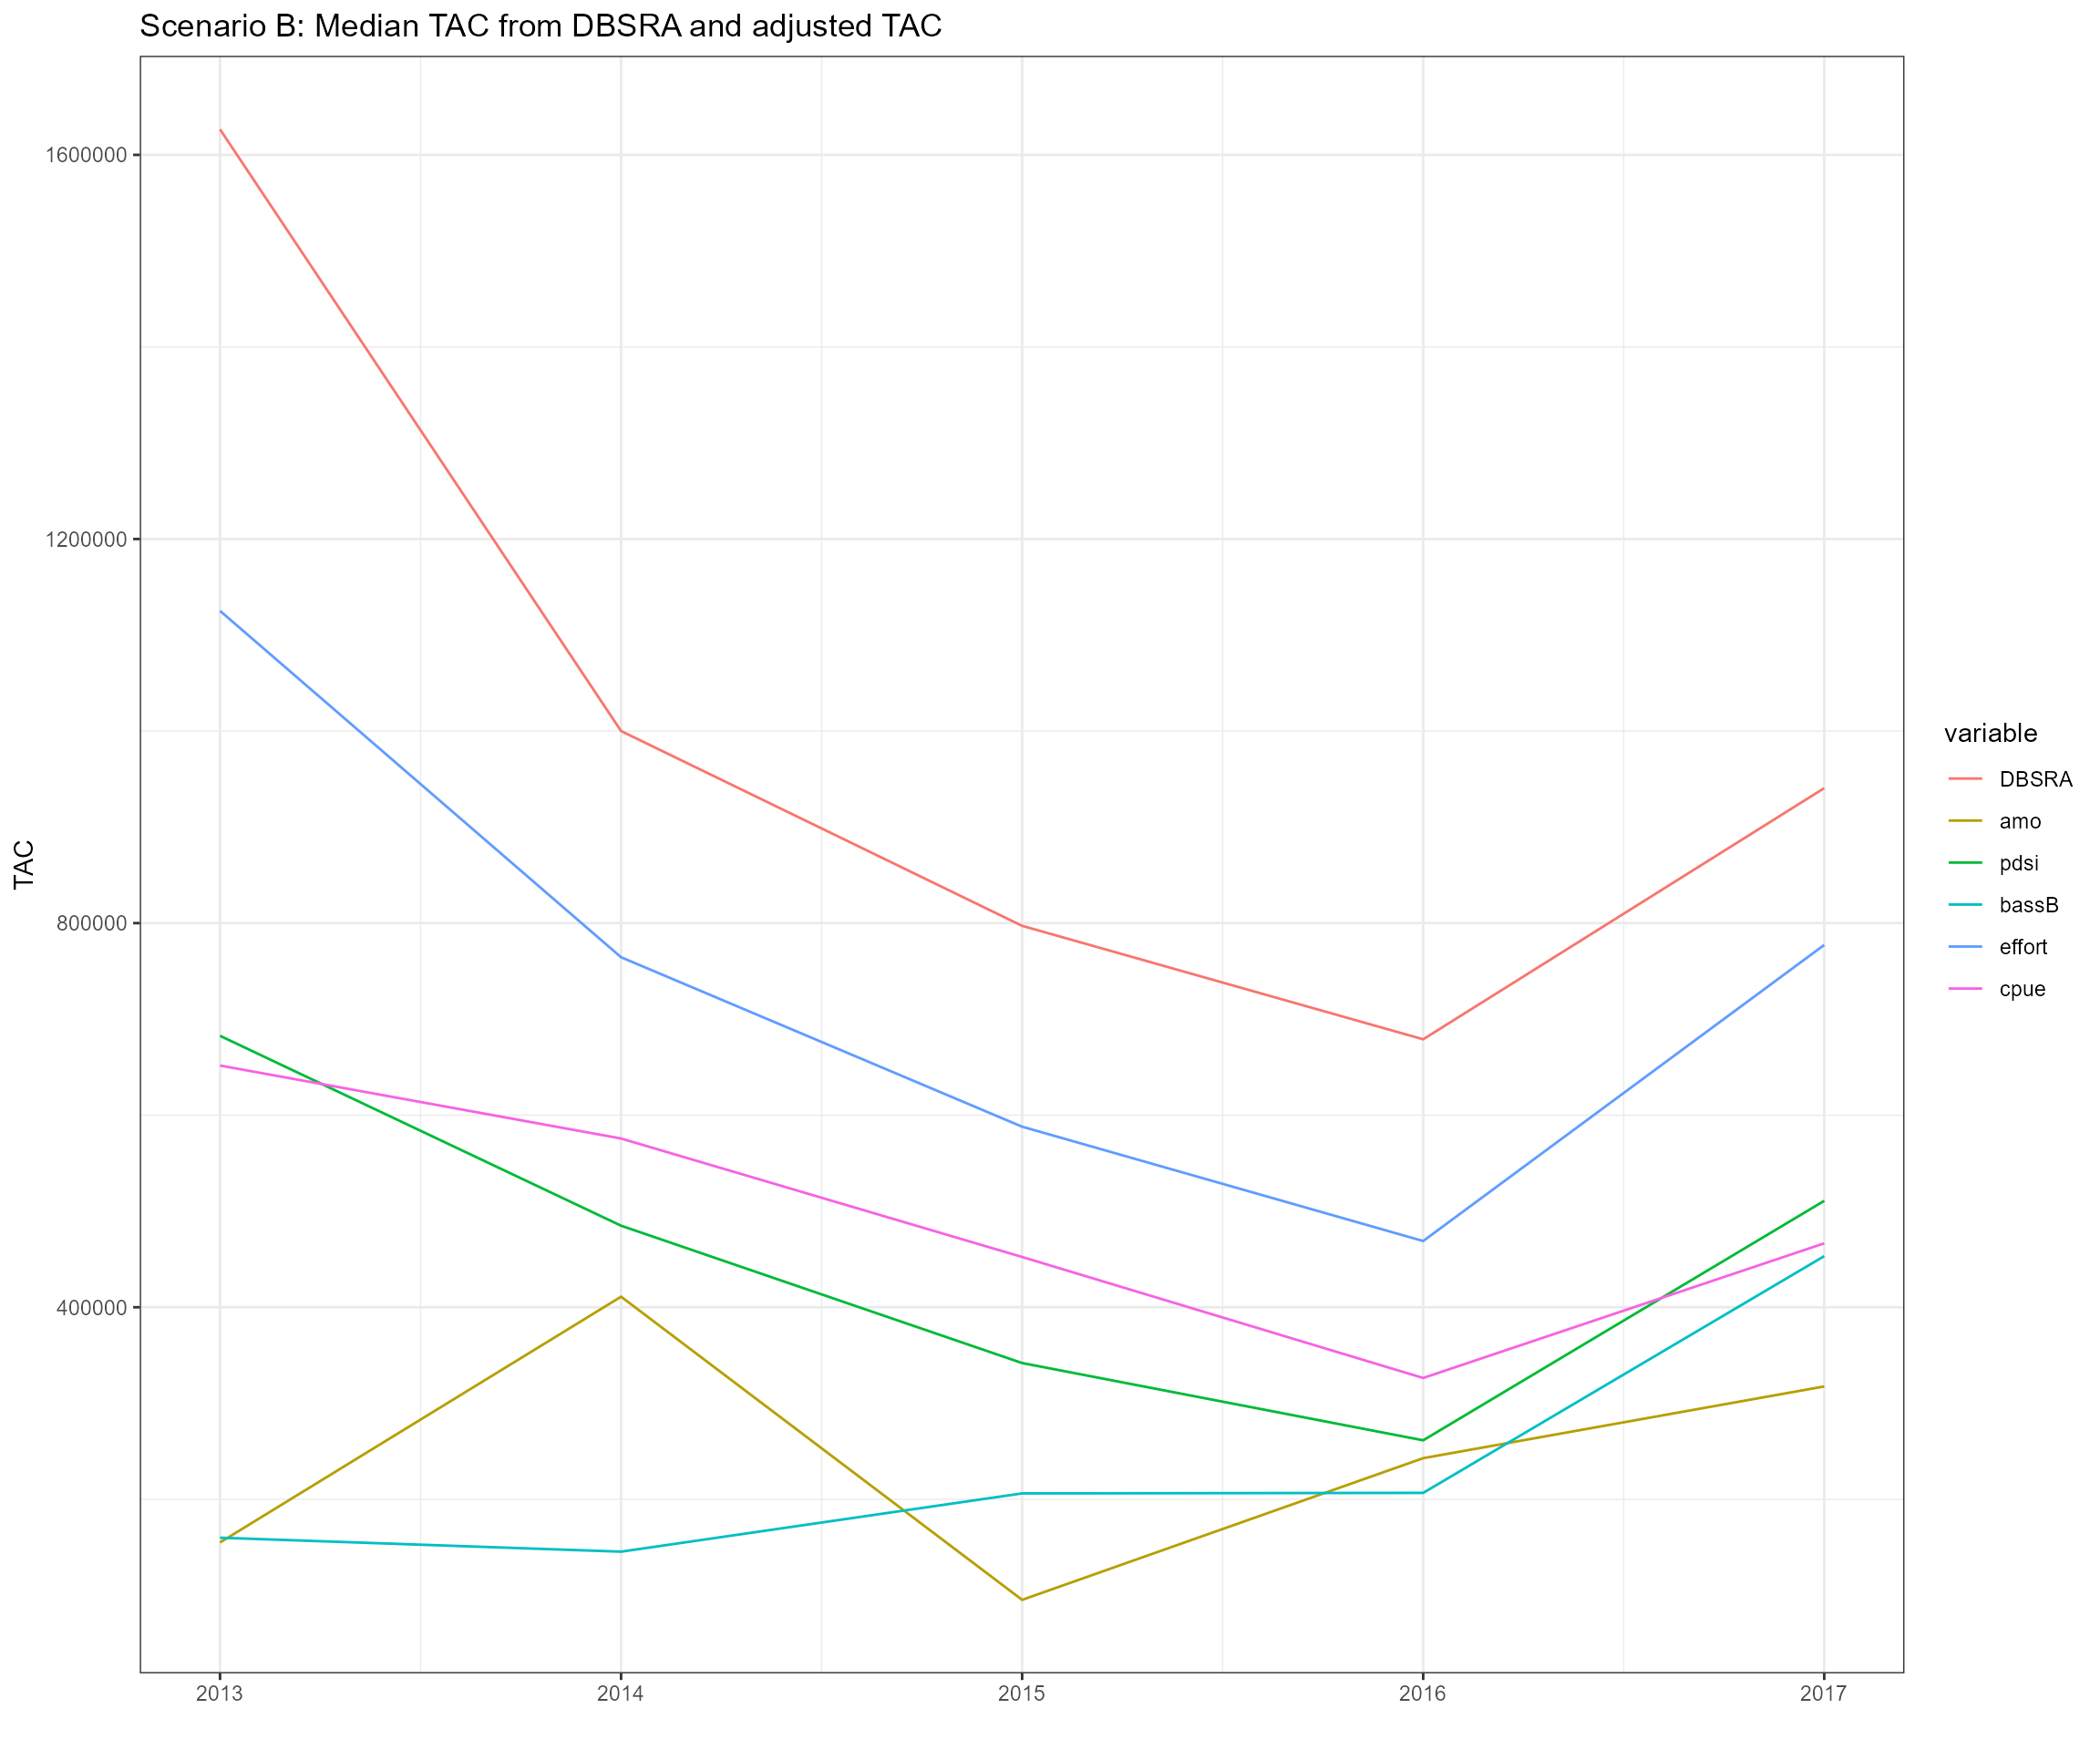 Scenario B: Median TAC from DBSRA and adjusted TAC
1600000
1200000
800000
400000
TAC
2013 2014 2015 2016 2017
variable
DBSRA
amo
pdsi
bassB
effort
cpue